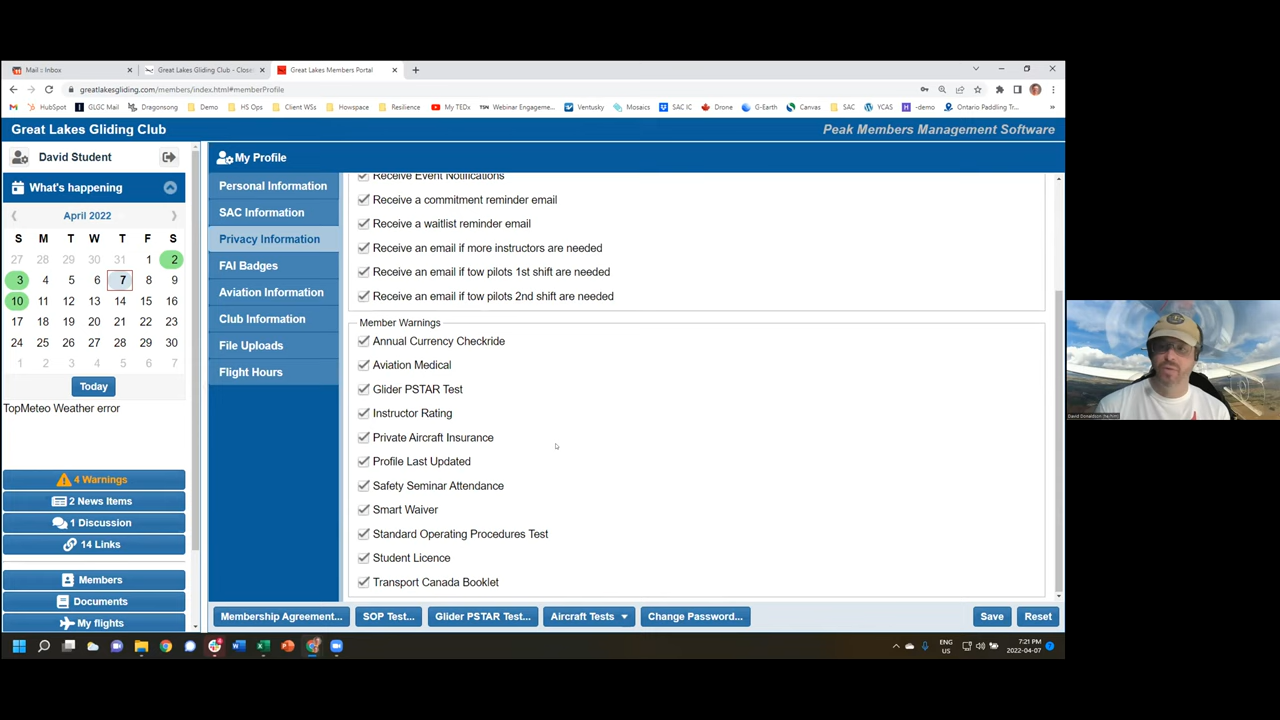 Mail :: Inbox
Great Lakes Gliding Club - Close
Great Lakes Members Portal
greatlakesgliding.com/members/index.html#memberProfile
HubSpot GLGC Mail Dragonsong Demo HS Ops Client WSs Howspace Resilience My TEDx Webinar Engageme... Ventusky Mosaics SAC IC Drone G-Earth Canvas SAC YCAS -demo Ontario Paddling Tr...
Great Lakes Gliding Club
Peak Members Management Software
David Student
My Profile
What's happening
April 2022
S M T W T F S
27 28 29 30 31 1 2
3 4 5 6 7 8 9
10 11 12 13 14 15 16
17 18 19 20 21 22 23
24 25 26 27 28 29 30
1 2 3 4 5 6 7
Today
TopMeteo Weather error
4 Warnings
2 News Items
1 Discussion
14 Links
Members
Documents
My flights
Personal Information
SAC Information
Privacy Information
FAI Badges
Aviation Information
Club Information
File Uploads
Flight Hours
Receive Event Notifications
Receive a commitment reminder email
Receive a waitlist reminder email
Receive an email if more instructors are needed
Receive an email if tow pilots 1st shift are needed
Receive an email if tow pilots 2nd shift are needed
Member Warnings
Annual Currency Checkride
Aviation Medical
Glider PSTAR Test
Instructor Rating
Private Aircraft Insurance
Profile Last Updated
Safety Seminar Attendance
Smart Waiver
Standard Operating Procedures Test
Student Licence
Transport Canada Booklet
Membership Agreement... SOP Test... Glider PSTAR Test... Aircraft Tests Change Password... Save Reset
David Donaldson (he/him)
ENG
US
7:21 PM
2022-04-07